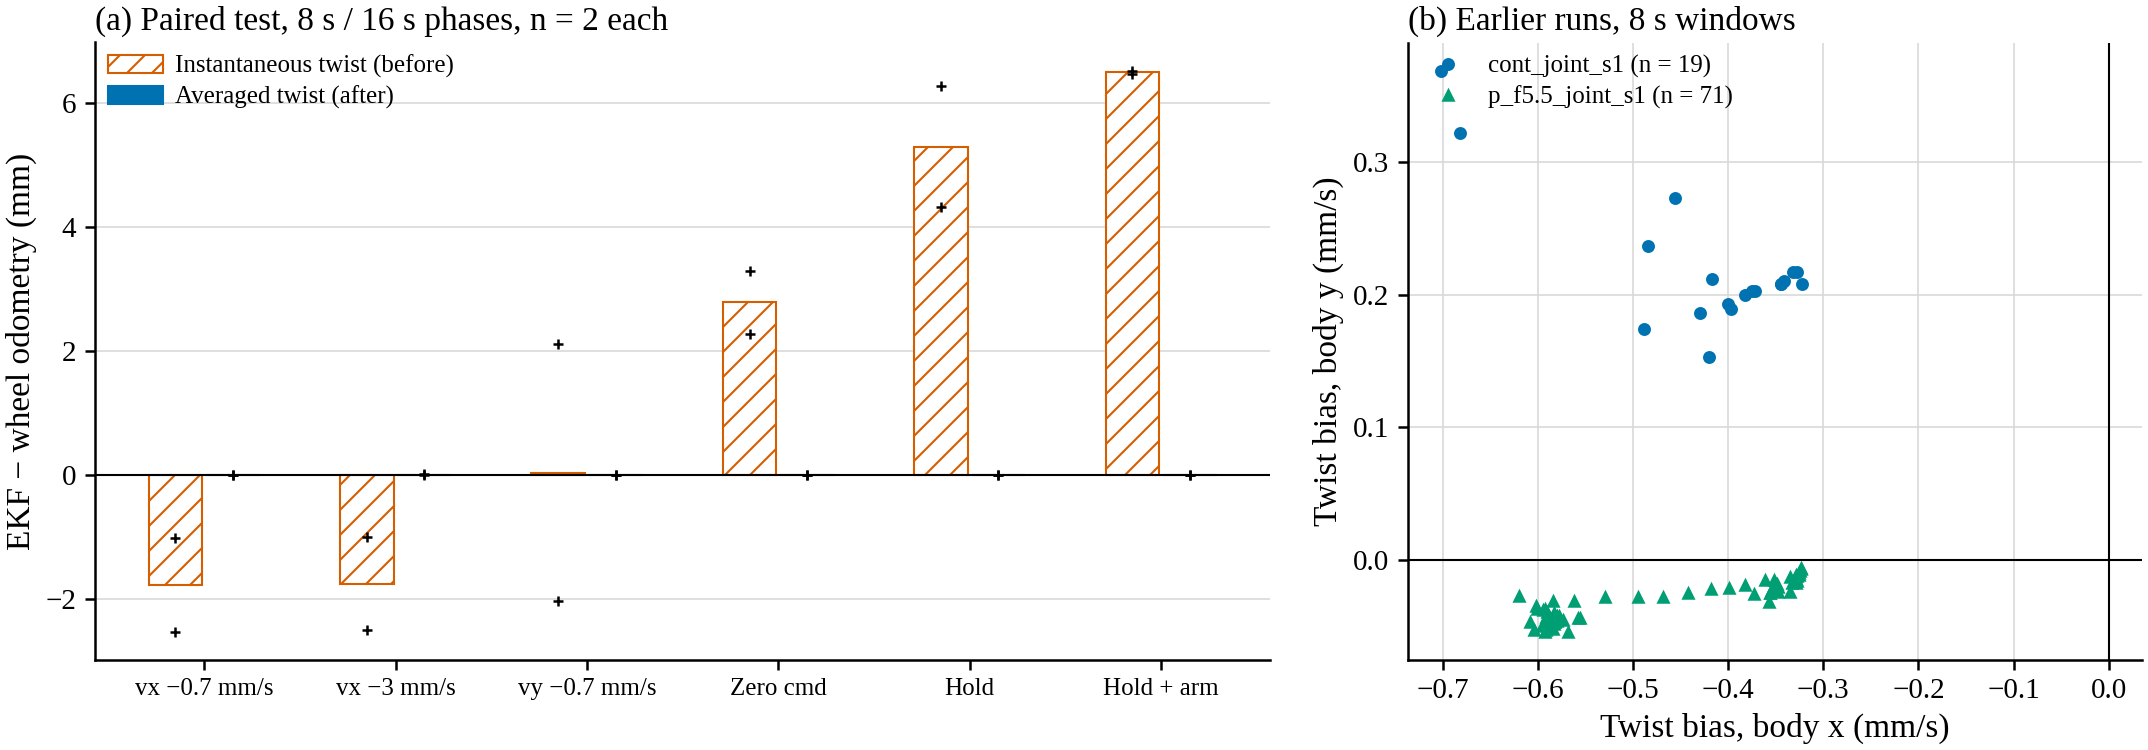 (a) Paired test, 8 s / 16 s phases, n = 2 each
Instantaneous twist (before)
Averaged twist (after)
EKF − wheel odometry (mm)
6
4
2
0
−2
vx −0.7 mm/s
vx −3 mm/s
vy −0.7 mm/s
Zero cmd
Hold
Hold + arm
(b) Earlier runs, 8 s windows
cont_joint_s1 (n = 19)
p_f5.5_joint_s1 (n = 71)
Twist bias, body y (mm/s)
0.3
0.2
0.1
0.0
−0.7
−0.6
−0.5
−0.4
−0.3
−0.2
−0.1
0.0
Twist bias, body x (mm/s)